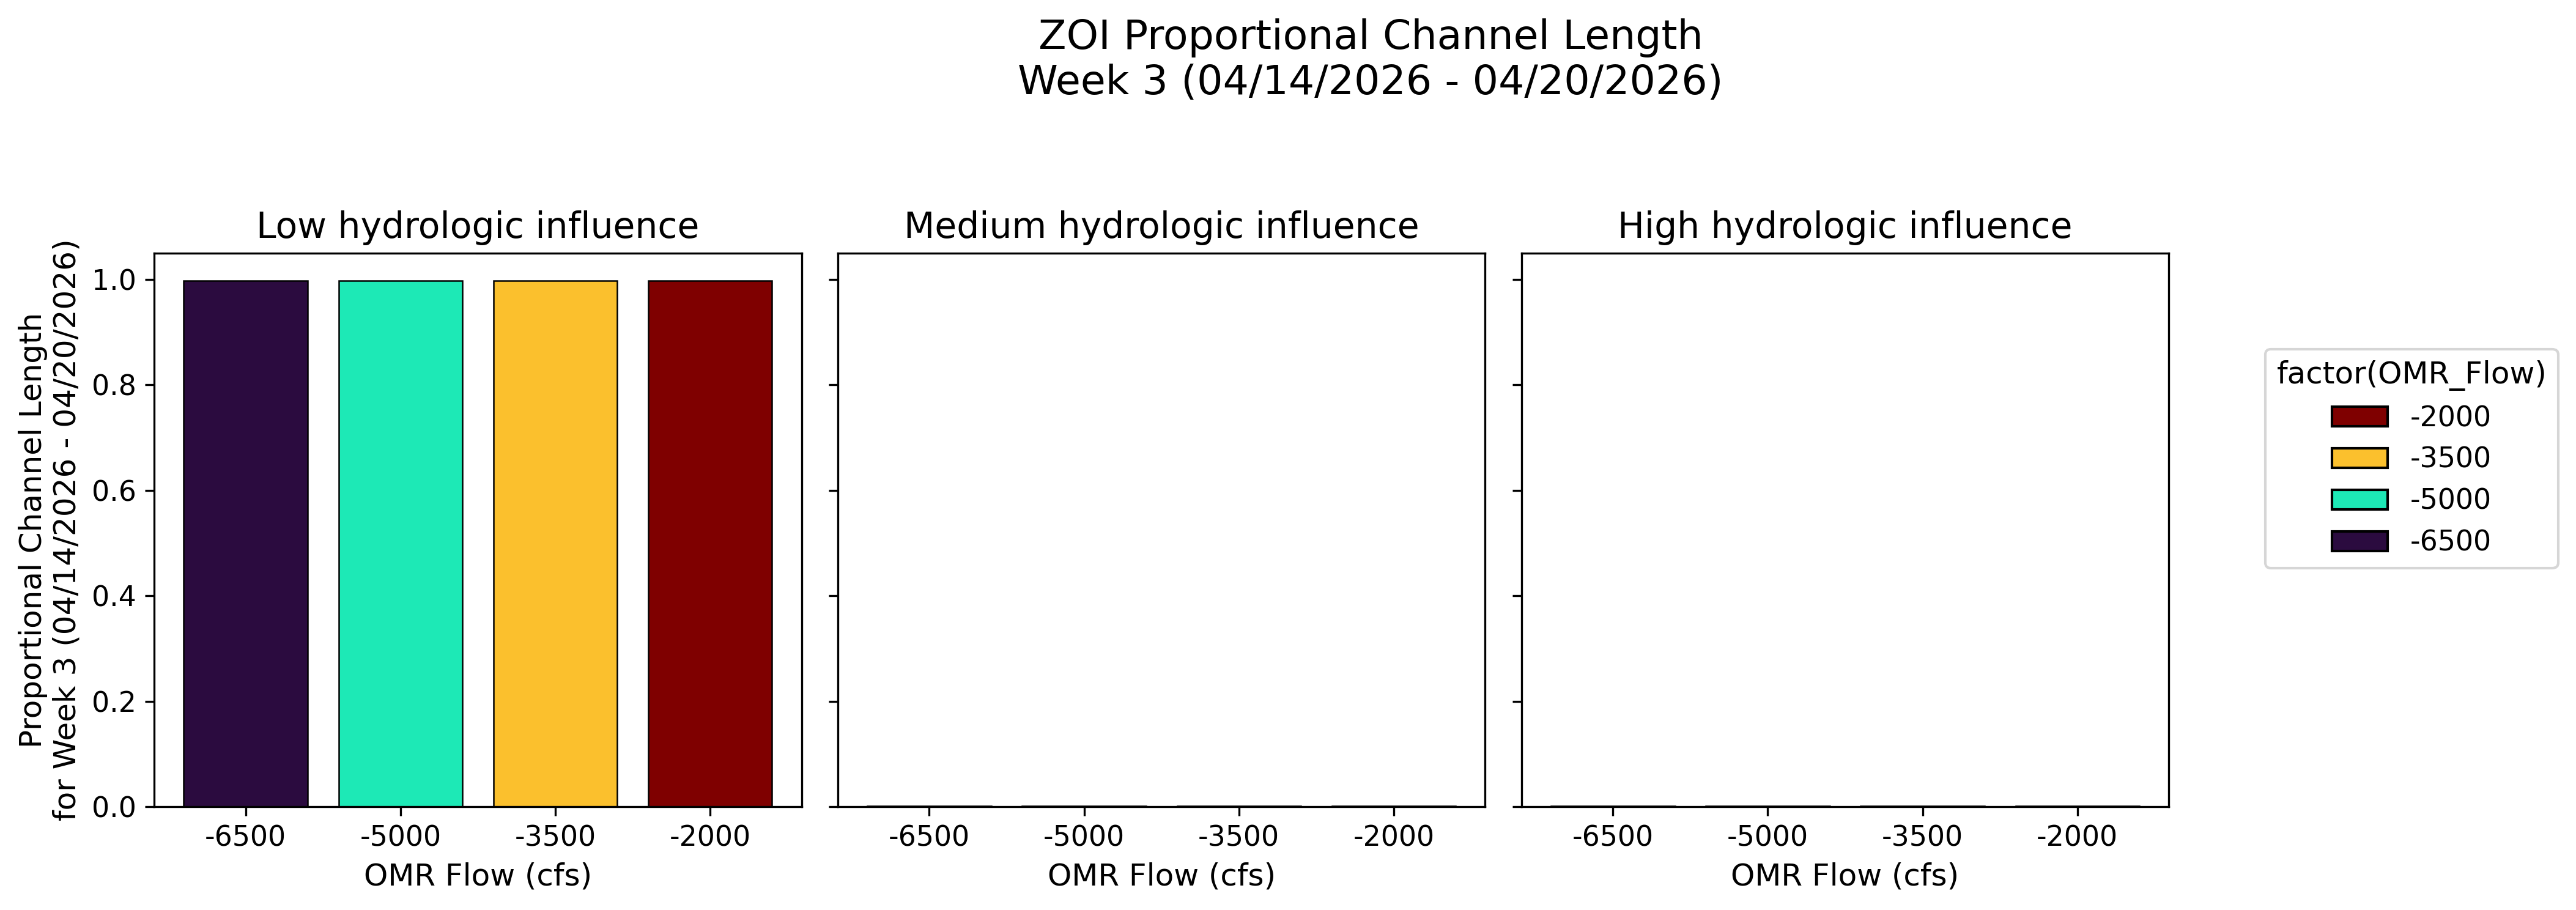 ZOI Proportional Channel Length
Week 3 (04/14/2026 - 04/20/2026)
Low hydrologic influence
Medium hydrologic influence
High hydrologic influence
Proportional Channel Length
for Week 3 (04/14/2026 - 04/20/2026)
1.0
0.8
0.6
0.4
0.2
0.0
-6500 -5000 -3500 -2000
OMR Flow (cfs)
-6500 -5000 -3500 -2000
OMR Flow (cfs)
-6500 -5000 -3500 -2000
OMR Flow (cfs)
factor(OMR_Flow)
-2000
-3500
-5000
-6500